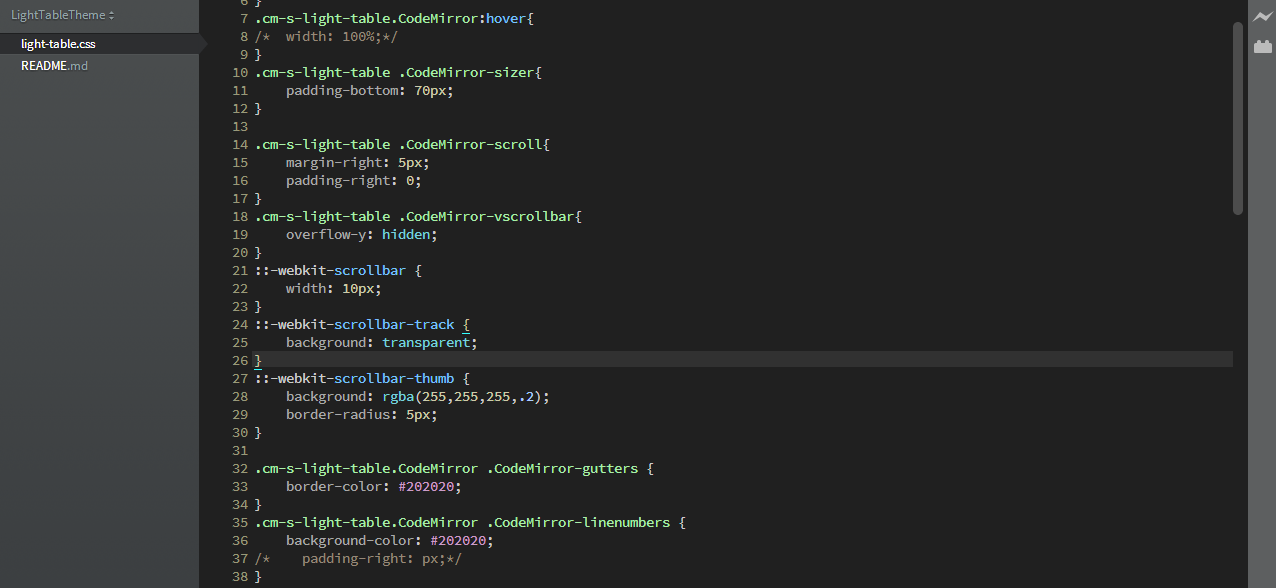 LightTableTheme
light-table.css
README.md
6 }
7 .cm-s-light-table.CodeMirror:hover{
8 /*  width: 100%;*/
9 }
10 .cm-s-light-table .CodeMirror-sizer{
11     padding-bottom: 70px;
12 }
13
14 .cm-s-light-table .CodeMirror-scroll{
15     margin-right: 5px;
16     padding-right: 0;
17 }
18 .cm-s-light-table .CodeMirror-vscrollbar{
19     overflow-y: hidden;
20 }
21 ::-webkit-scrollbar {
22     width: 10px;
23 }
24 ::-webkit-scrollbar-track {
25     background: transparent;
26 }
27 ::-webkit-scrollbar-thumb {
28     background: rgba(255,255,255,.2);
29     border-radius: 5px;
30 }
31
32 .cm-s-light-table.CodeMirror .CodeMirror-gutters {
33     border-color: #202020;
34 }
35 .cm-s-light-table.CodeMirror .CodeMirror-linenumbers {
36     background-color: #202020;
37 /*    padding-right: px;*/
38 }